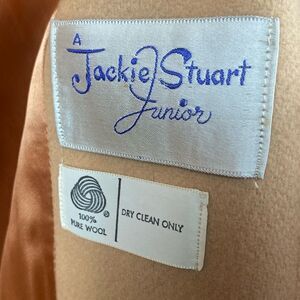 A
Jackie Stuart
Junior
100%
PURE WOOL
DRY CLEAN ONLY